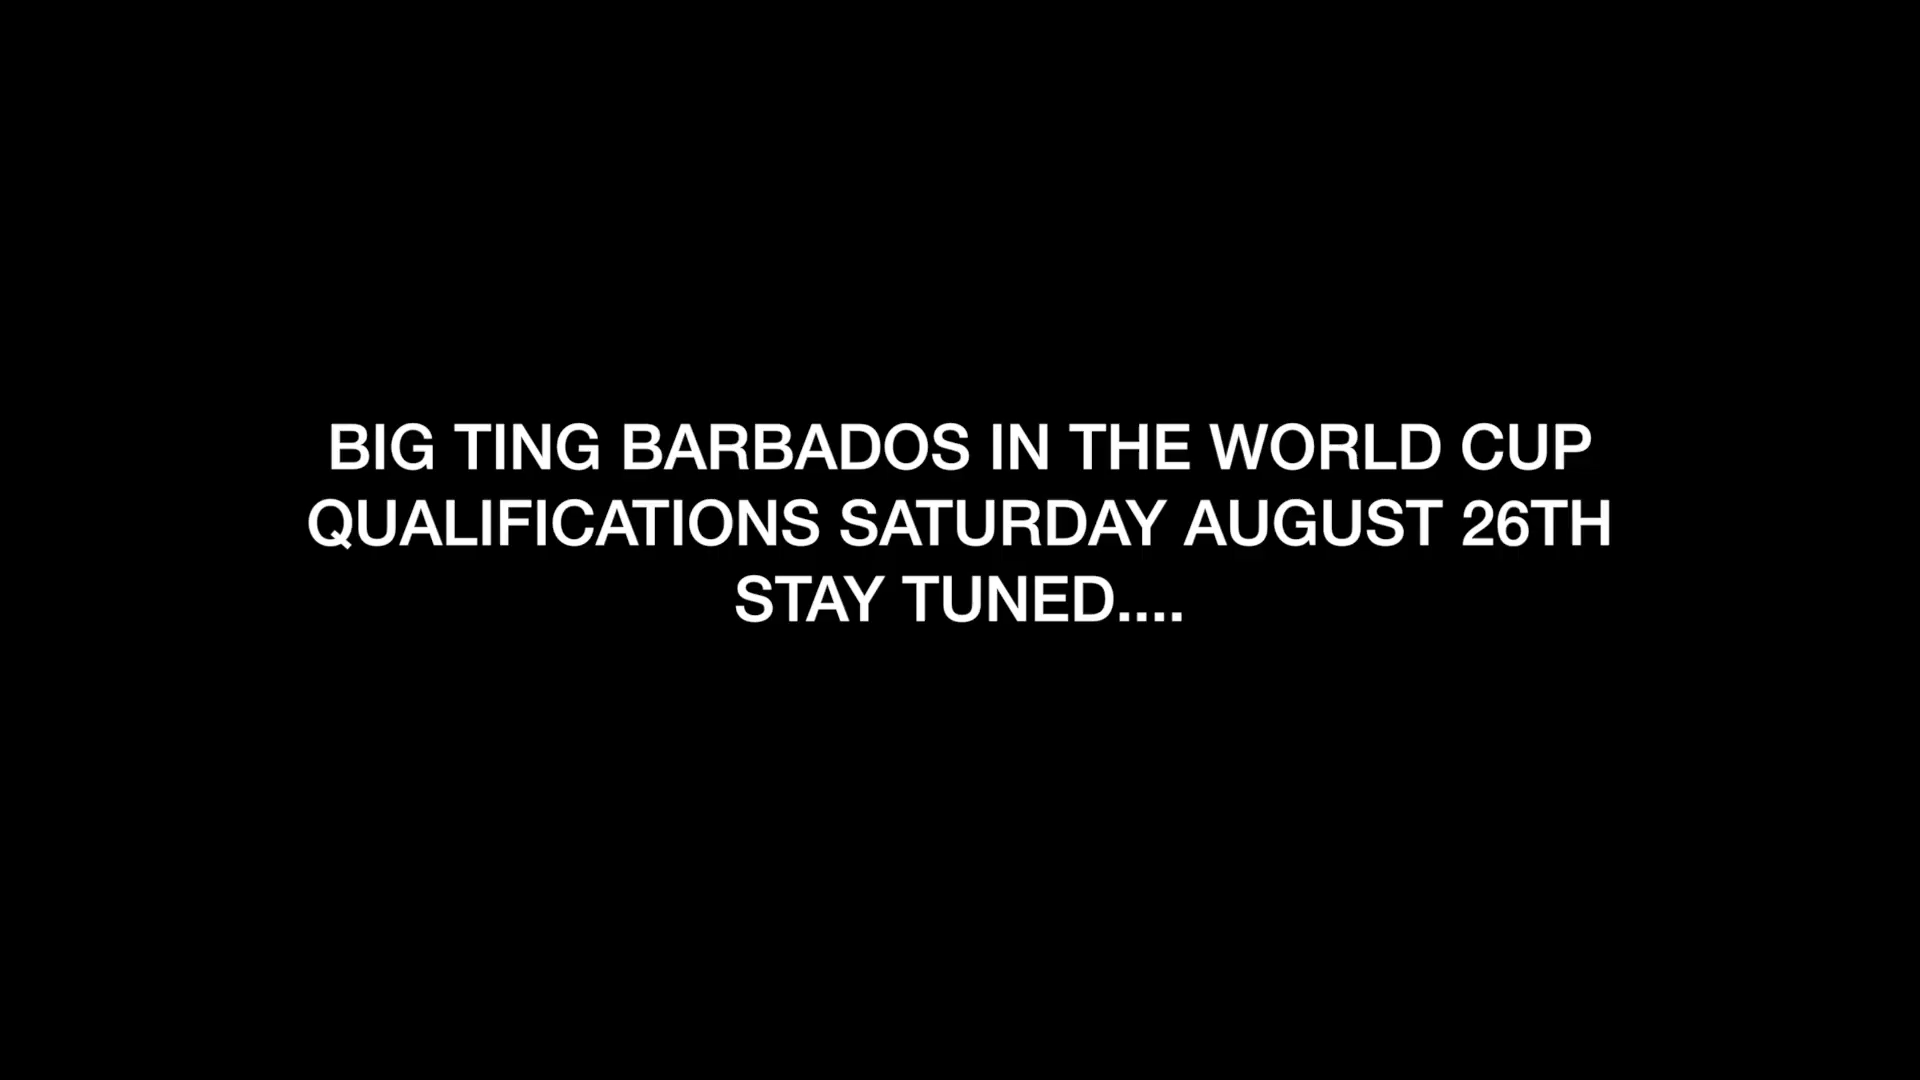 BIG TING BARBADOS IN THE WORLD CUP
QUALIFICATIONS SATURDAY AUGUST 26TH
STAY TUNED....